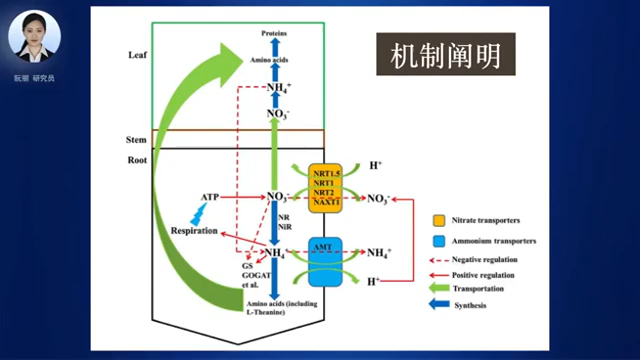 阮丽 研究员
机制阐明
Leaf
Proteins
Amino acids
NH₄⁺
NO₃⁻
Stem
Root
ATP
Respiration
NO₃⁻
NR
NiR
NH₄⁺
GS
GOGAT
et al.
Amino acids (including
L-Theanine)
NRT1.5
NRT1
NRT2
NAXT1
H⁺
NO₃⁻
AMT
NH₄⁺
H⁺
Nitrate transporters
Ammonium transporters
Negative regulation
Positive regulation
Transportation
Synthesis